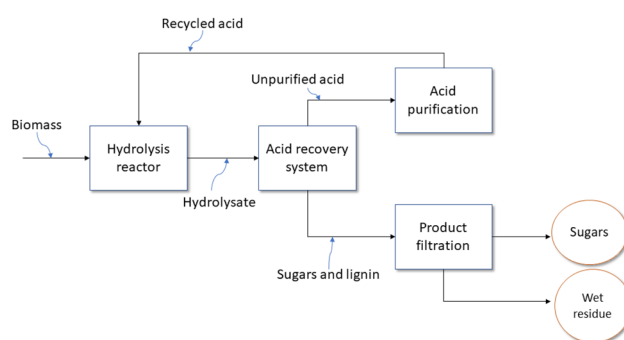 Recycled acid
Unpurified acid
Acid
purification
Biomass
Hydrolysis
reactor
Acid recovery
system
Hydrolysate
Product
filtration
Sugars
Sugars and lignin
Wet
residue